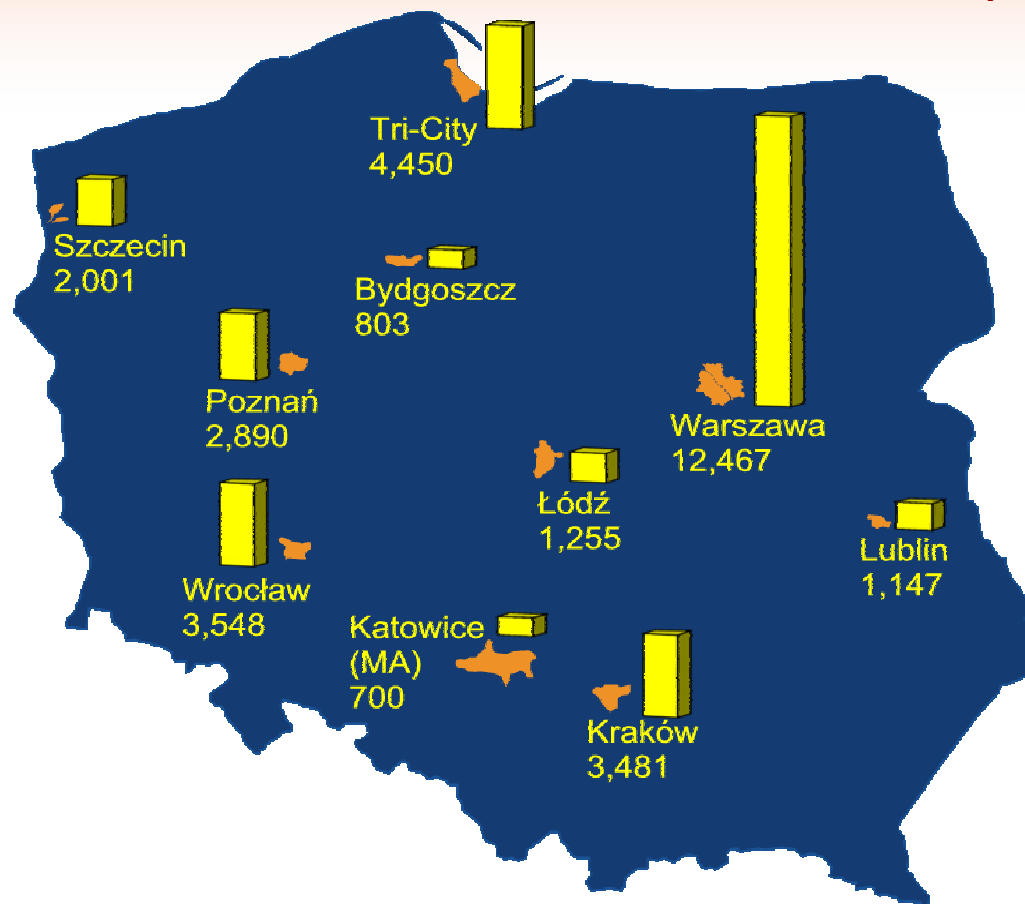 Tri-City
4,450
Szczecin
2,001
Bydgoszcz
803
Poznań
2,890
Warszawa
12,467
Łódź
1,255
Lublin
1,147
Wrocław
3,548
Katowice
(MA)
700
Kraków
3,481